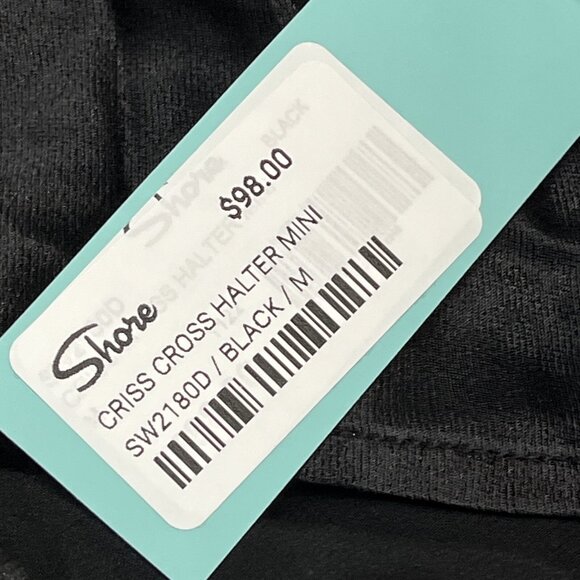 $98.00
Shore
CRISS CROSS HALTER MINI
SW2180D / BLACK / M